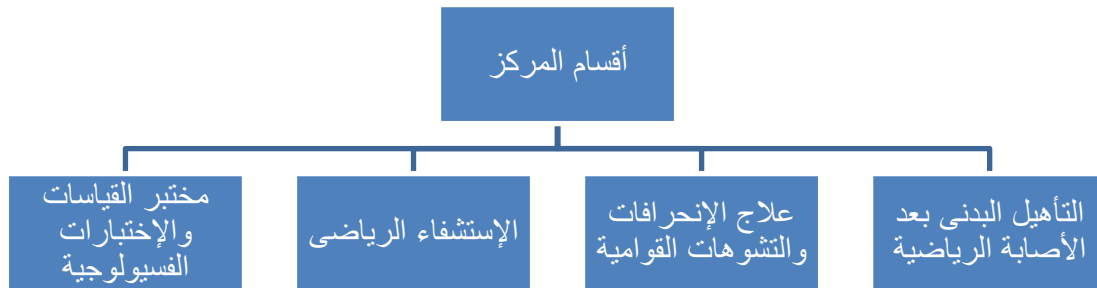 أقسام المركز
التأهيل البدنى بعد
الأصابة الرياضية
علاج الإنحرافات
والتشوهات القوامية
الإستشفاء الرياضى
مختبر القياسات
والإختبارات
الفسيولوجية